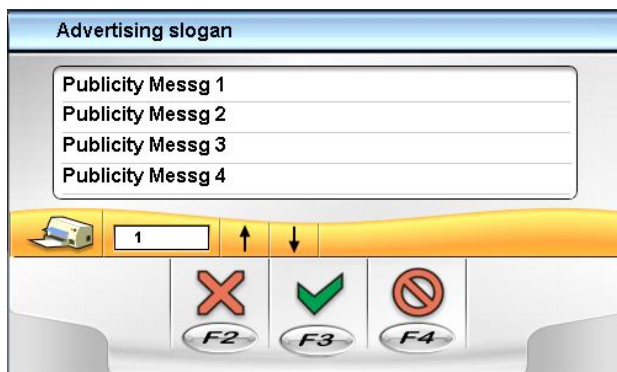 Advertising slogan
Publicity Messg 1
Publicity Messg 2
Publicity Messg 3
Publicity Messg 4
1
F2 F3 F4